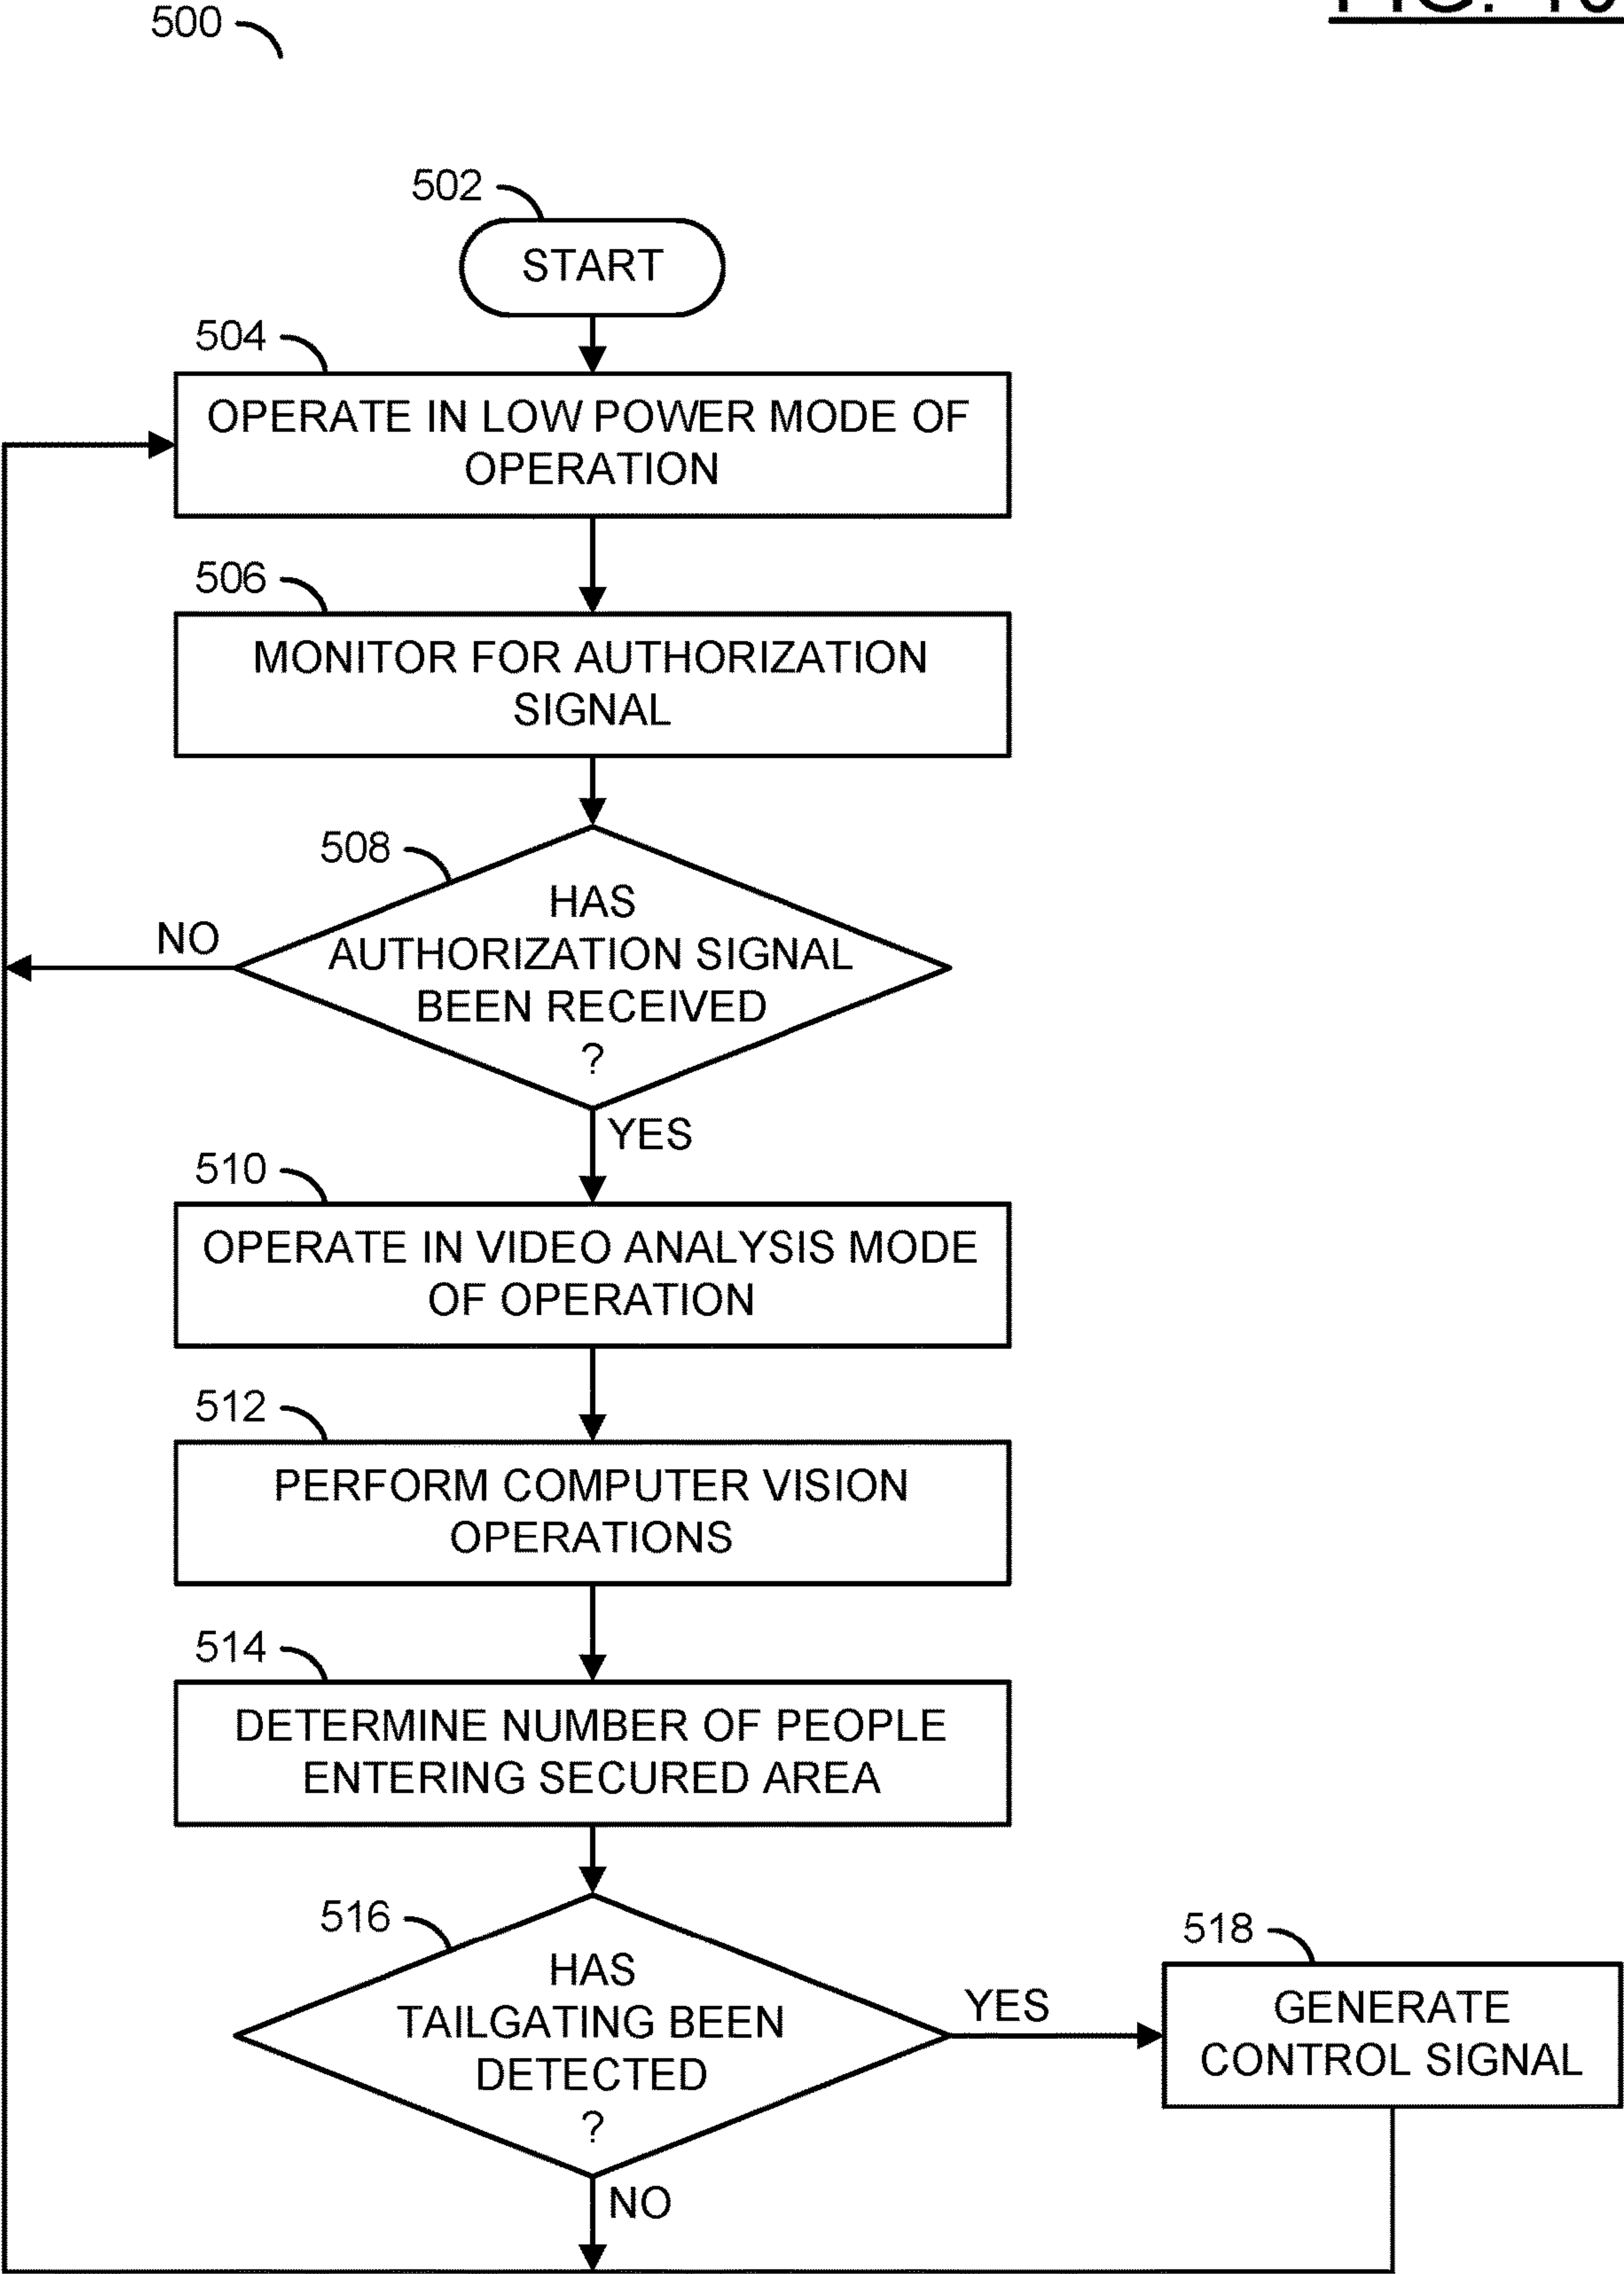 500
502
START
504
OPERATE IN LOW POWER MODE OF
OPERATION
506
MONITOR FOR AUTHORIZATION
SIGNAL
508
HAS
AUTHORIZATION SIGNAL
BEEN RECEIVED
?
NO
YES
510
OPERATE IN VIDEO ANALYSIS MODE
OF OPERATION
512
PERFORM COMPUTER VISION
OPERATIONS
514
DETERMINE NUMBER OF PEOPLE
ENTERING SECURED AREA
516
HAS
TAILGATING BEEN
DETECTED
?
YES
NO
518
GENERATE
CONTROL SIGNAL